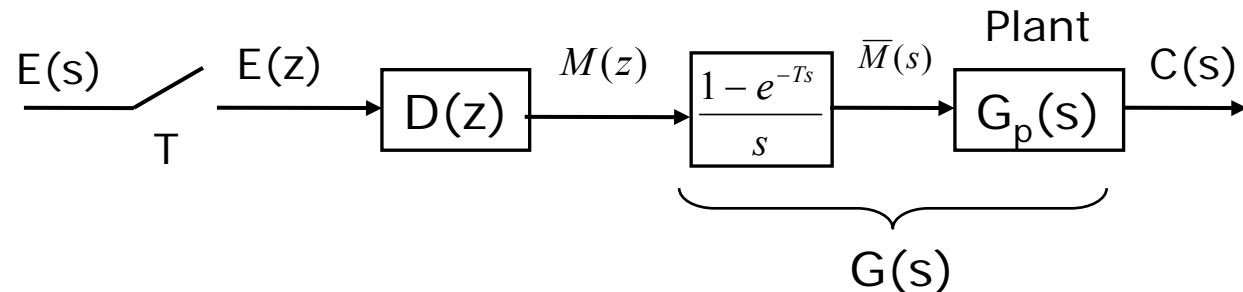 Plant
E(s)
E(z)
M(z)
M̅(s)
C(s)
T
D(z)
1 − e^{−Ts}
s
G_p(s)
G(s)